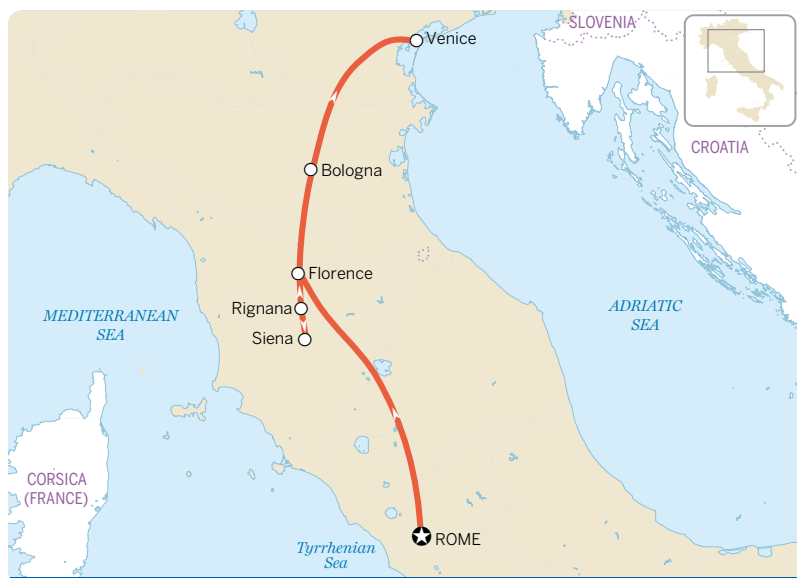 SLOVENIA
Venice
CROATIA
Bologna
Florence
Rignana
MEDITERRANEAN
SEA
ADRIATIC
SEA
Siena
CORSICA
(FRANCE)
ROME
Tyrrhenian
Sea